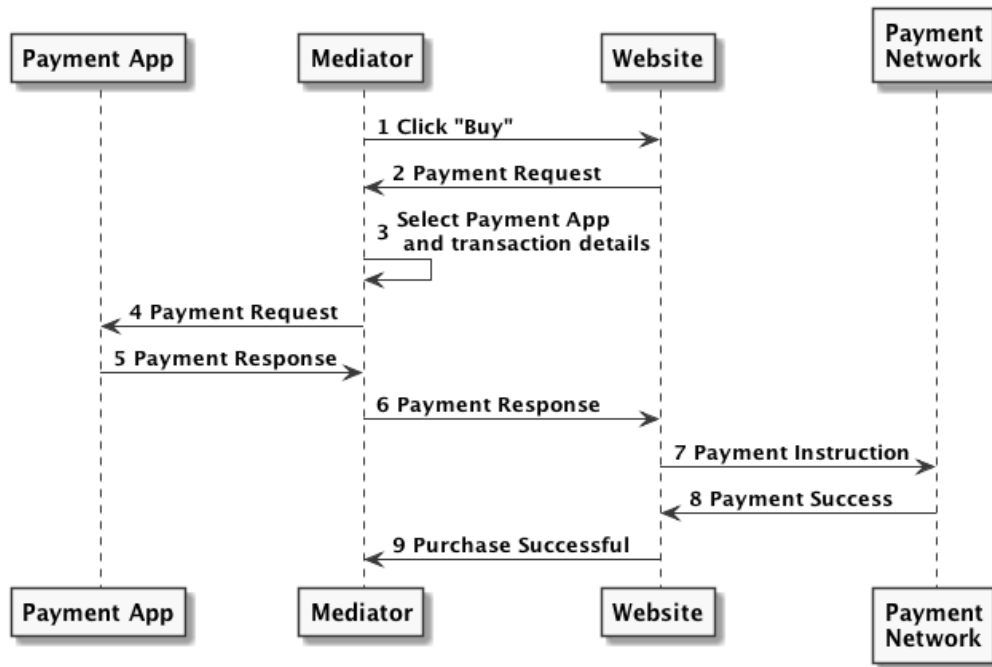 Payment App
Mediator
Website
Payment
Network
1 Click "Buy"
2 Payment Request
3 Select Payment App
and transaction details
4 Payment Request
5 Payment Response
6 Payment Response
7 Payment Instruction
8 Payment Success
9 Purchase Successful
Payment App
Mediator
Website
Payment
Network